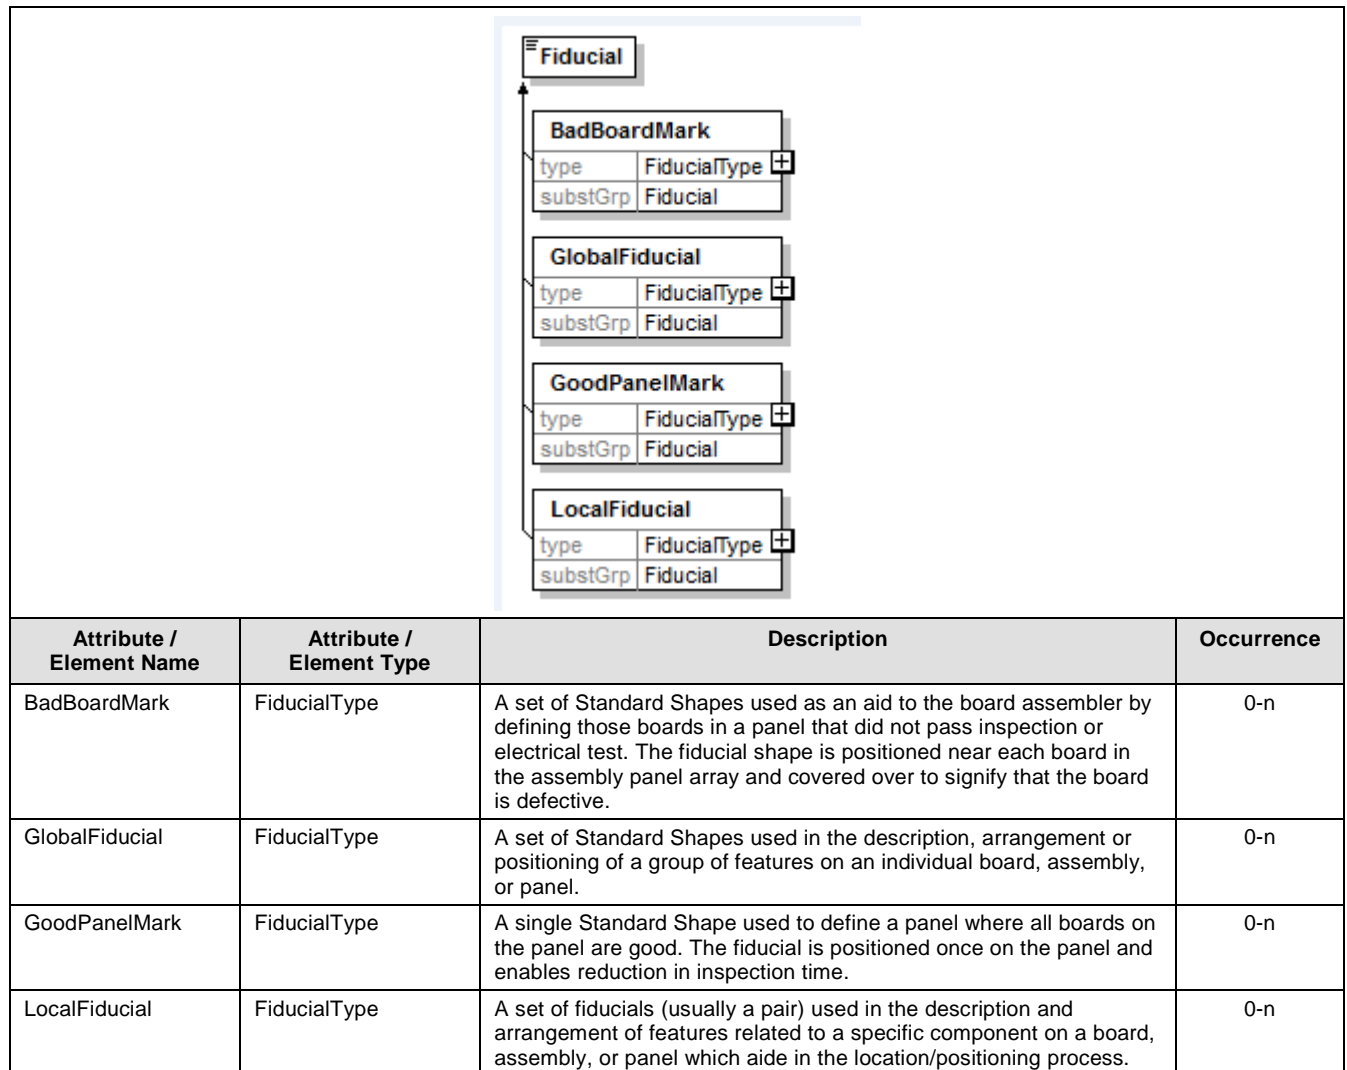 Fiducial
BadBoardMark
type FiducialType
substGrp Fiducial
GlobalFiducial
type FiducialType
substGrp Fiducial
GoodPanelMark
type FiducialType
substGrp Fiducial
LocalFiducial
type FiducialType
substGrp Fiducial
Attribute / Element Name
Attribute / Element Type
Description
Occurrence
BadBoardMark
FiducialType
A set of Standard Shapes used as an aid to the board assembler by
defining those boards in a panel that did not pass inspection or
electrical test. The fiducial shape is positioned near each board in
the assembly panel array and covered over to signify that the board
is defective.
0-n
GlobalFiducial
FiducialType
A set of Standard Shapes used in the description, arrangement or
positioning of a group of features on an individual board, assembly,
or panel.
0-n
GoodPanelMark
FiducialType
A single Standard Shape used to define a panel where all boards on
the panel are good. The fiducial is positioned once on the panel and
enables reduction in inspection time.
0-n
LocalFiducial
FiducialType
A set of fiducials (usually a pair) used in the description and
arrangement of features related to a specific component on a board,
assembly, or panel which aide in the location/positioning process.
0-n